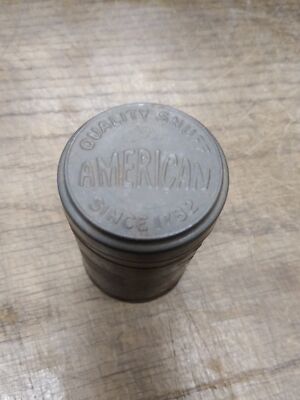 QUALITY SNUFF
AMERICAN
SINCE 1782